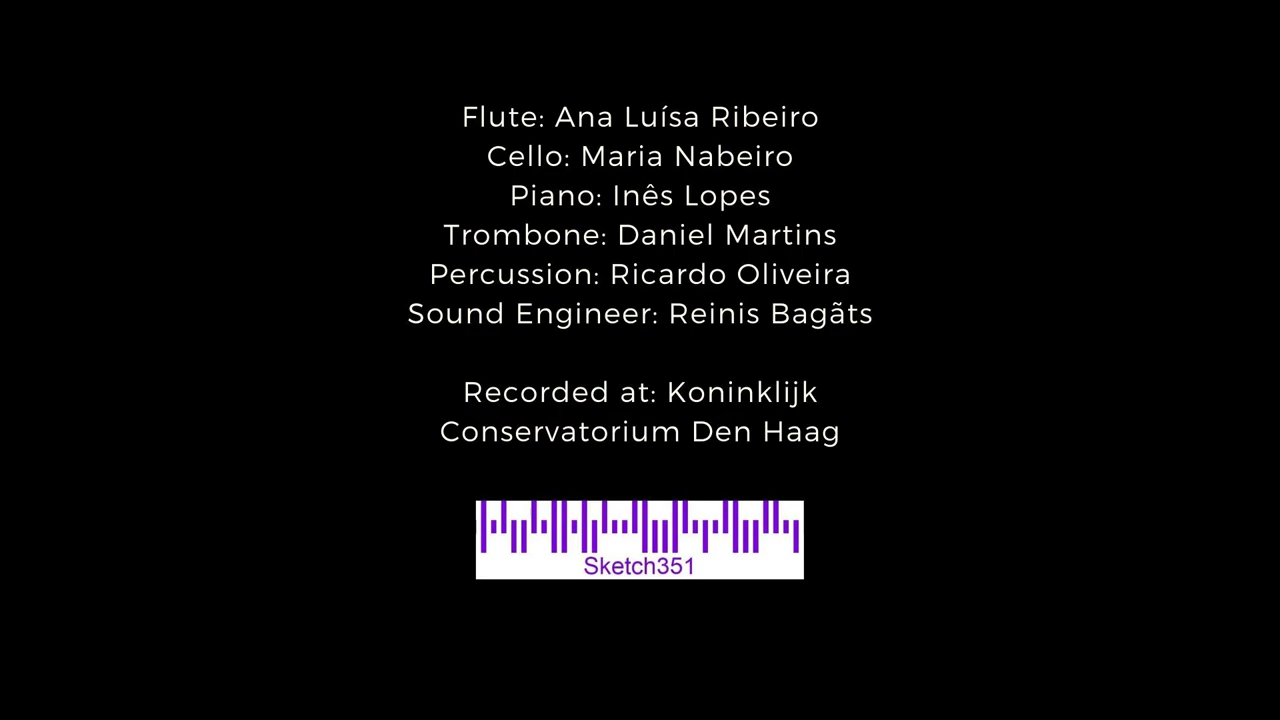 Flute: Ana Luísa Ribeiro
Cello: Maria Nabeiro
Piano: Inês Lopes
Trombone: Daniel Martins
Percussion: Ricardo Oliveira
Sound Engineer: Reinis Bagãts
Recorded at: Koninklijk
Conservatorium Den Haag
Sketch351